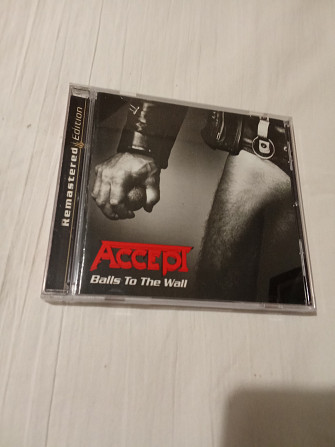 Remastered Edition
ACCEPT
Balls To The Wall